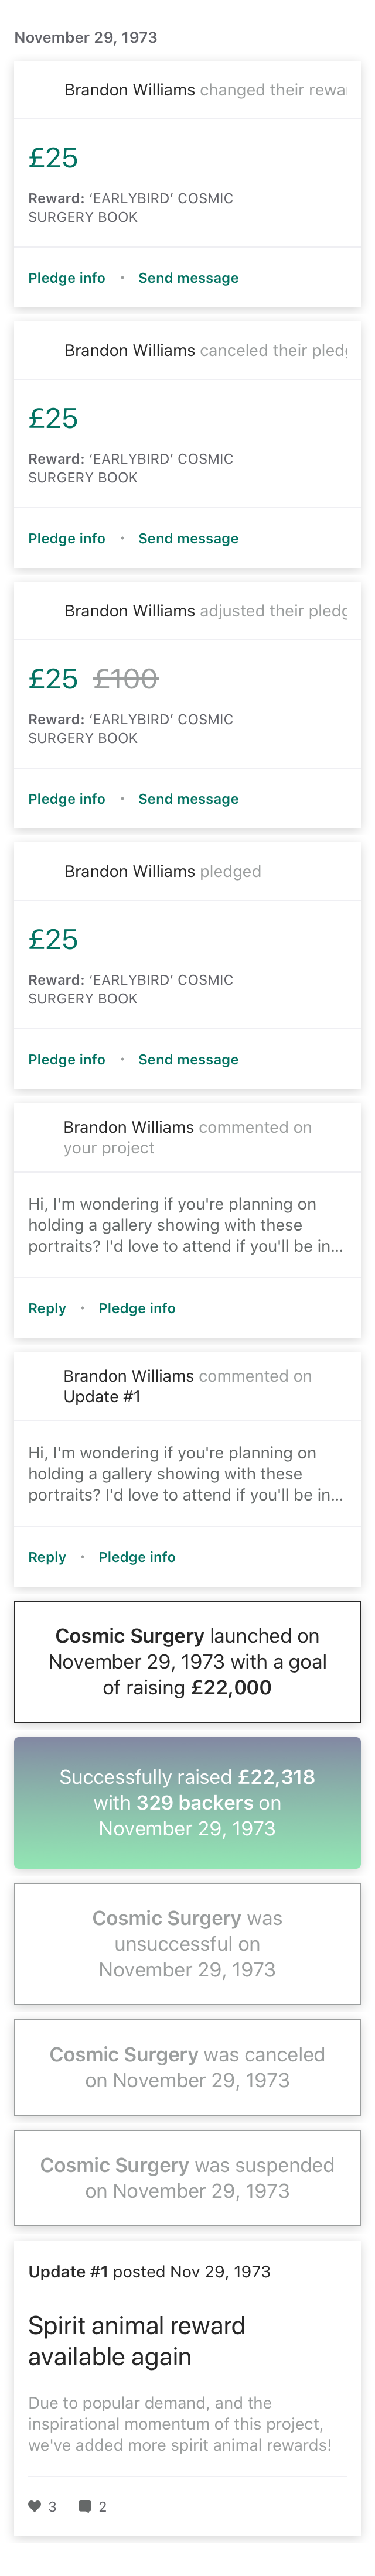 November 29, 1973
Brandon Williams changed their rewa
£25
Reward: ‘EARLYBIRD’ COSMIC
SURGERY BOOK
Pledge info • Send message
Brandon Williams canceled their pledg
£25
Reward: ‘EARLYBIRD’ COSMIC
SURGERY BOOK
Pledge info • Send message
Brandon Williams adjusted their pledg
£25 £100
Reward: ‘EARLYBIRD’ COSMIC
SURGERY BOOK
Pledge info • Send message
Brandon Williams pledged
£25
Reward: ‘EARLYBIRD’ COSMIC
SURGERY BOOK
Pledge info • Send message
Brandon Williams commented on
your project
Hi, I'm wondering if you're planning on
holding a gallery showing with these
portraits? I'd love to attend if you'll be in...
Reply • Pledge info
Brandon Williams commented on
Update #1
Hi, I'm wondering if you're planning on
holding a gallery showing with these
portraits? I'd love to attend if you'll be in...
Reply • Pledge info
Cosmic Surgery launched on
November 29, 1973 with a goal
of raising £22,000
Successfully raised £22,318
with 329 backers on
November 29, 1973
Cosmic Surgery was
unsuccessful on
November 29, 1973
Cosmic Surgery was canceled
on November 29, 1973
Cosmic Surgery was suspended
on November 29, 1973
Update #1 posted Nov 29, 1973
Spirit animal reward
available again
Due to popular demand, and the
inspirational momentum of this project,
we've added more spirit animal rewards!
3 2